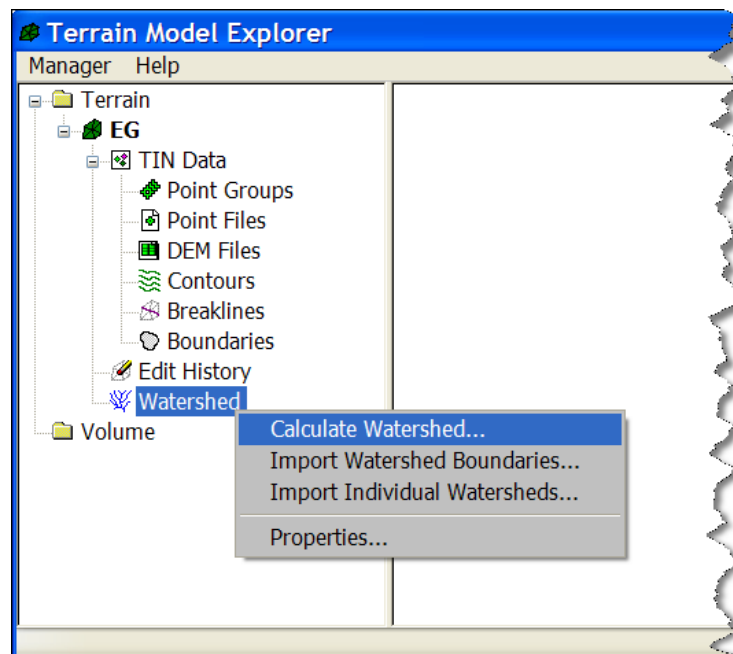 Terrain Model Explorer
Manager Help
Terrain
EG
TIN Data
Point Groups
Point Files
DEM Files
Contours
Breaklines
Boundaries
Edit History
Watershed
Volume
Calculate Watershed...
Import Watershed Boundaries...
Import Individual Watersheds...
Properties...